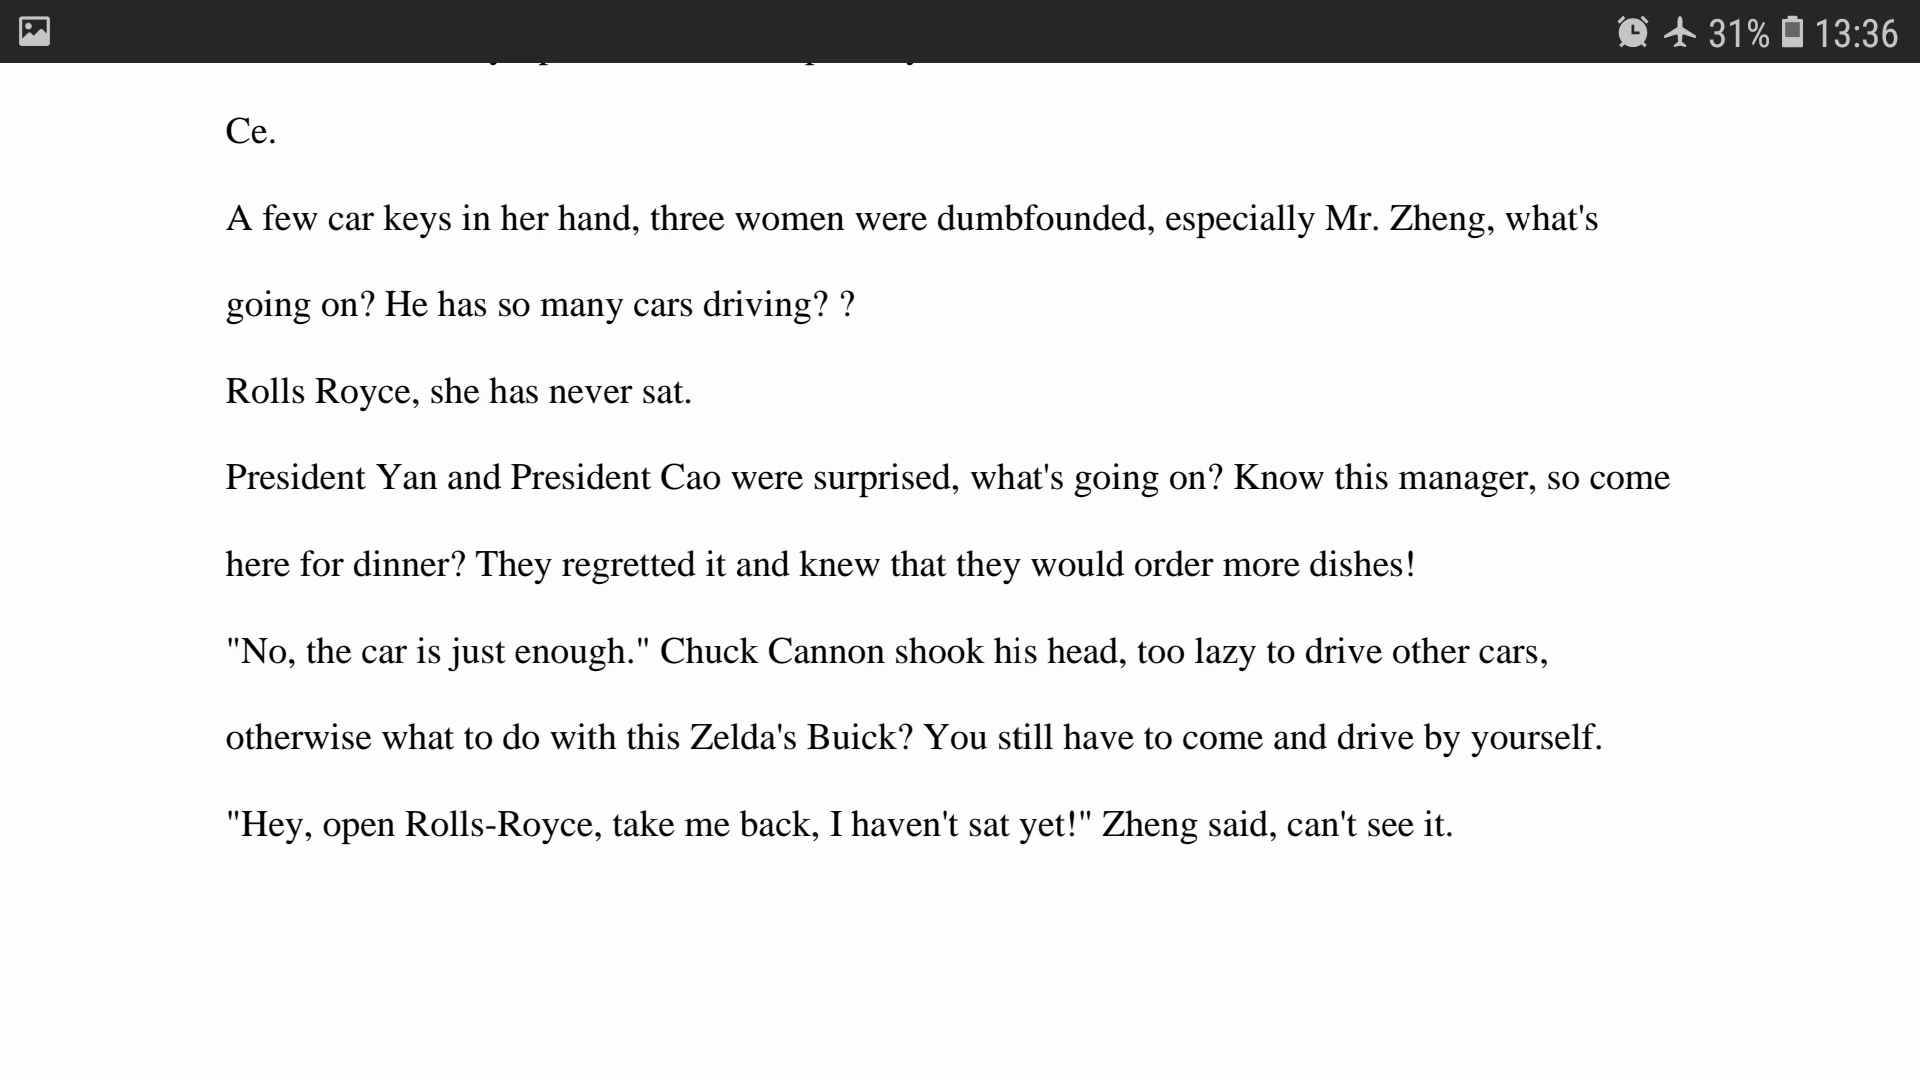 31% 13:36
Ce.
A few car keys in her hand, three women were dumbfounded, especially Mr. Zheng, what's
going on? He has so many cars driving? ?
Rolls Royce, she has never sat.
President Yan and President Cao were surprised, what's going on? Know this manager, so come
here for dinner? They regretted it and knew that they would order more dishes!
"No, the car is just enough." Chuck Cannon shook his head, too lazy to drive other cars,
otherwise what to do with this Zelda's Buick? You still have to come and drive by yourself.
"Hey, open Rolls-Royce, take me back, I haven't sat yet!" Zheng said, can't see it.